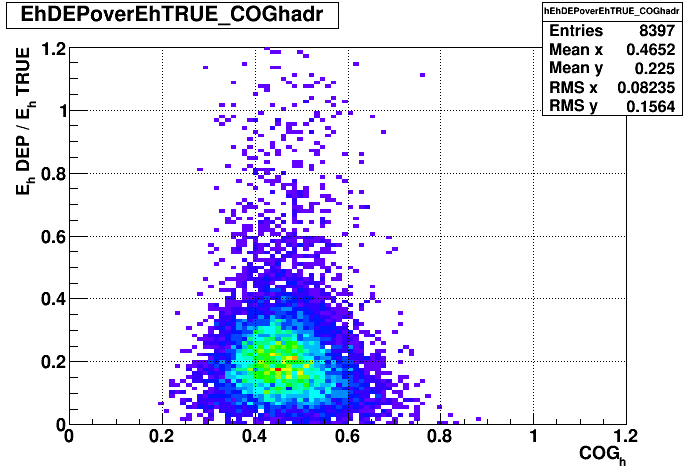 EhDEPoverEhTRUE_COGhadr
hEhDEPoverEhTRUE_COGhadr
Entries 8397
Mean x 0.4652
Mean y 0.225
RMS x 0.08235
RMS y 0.1564
E_h DEP / E_h TRUE
1.2
1
0.8
0.6
0.4
0.2
0
0 0.2 0.4 0.6 0.8 1 1.2
COG_h